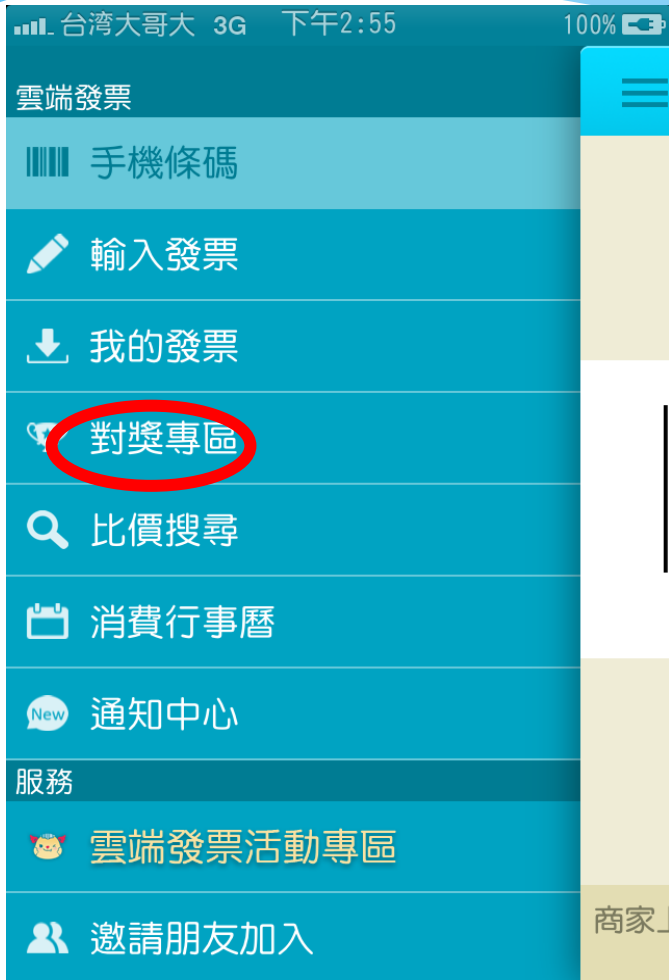 台湾大哥大 3G 下午2:55 100%
雲端發票
手機條碼
輸入發票
我的發票
對獎專區
比價搜尋
消費行事曆
New 通知中心
服務
雲端發票活動專區
邀請朋友加入
商家